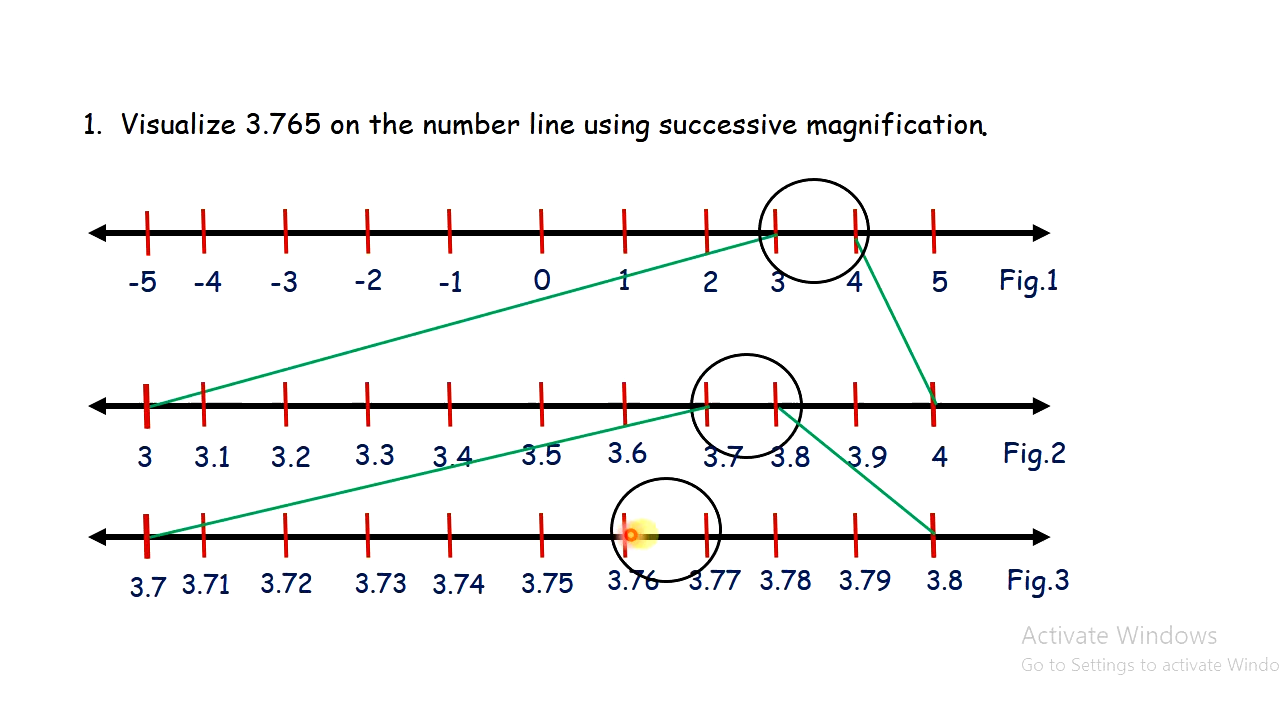 1. Visualize 3.765 on the number line using successive magnification.
-5 -4 -3 -2 -1 0 1 2 3 4 5 Fig.1
3 3.1 3.2 3.3 3.4 3.5 3.6 3.7 3.8 3.9 4 Fig.2
3.7 3.71 3.72 3.73 3.74 3.75 3.76 3.77 3.78 3.79 3.8 Fig.3
Activate Windows
Go to Settings to activate Windo